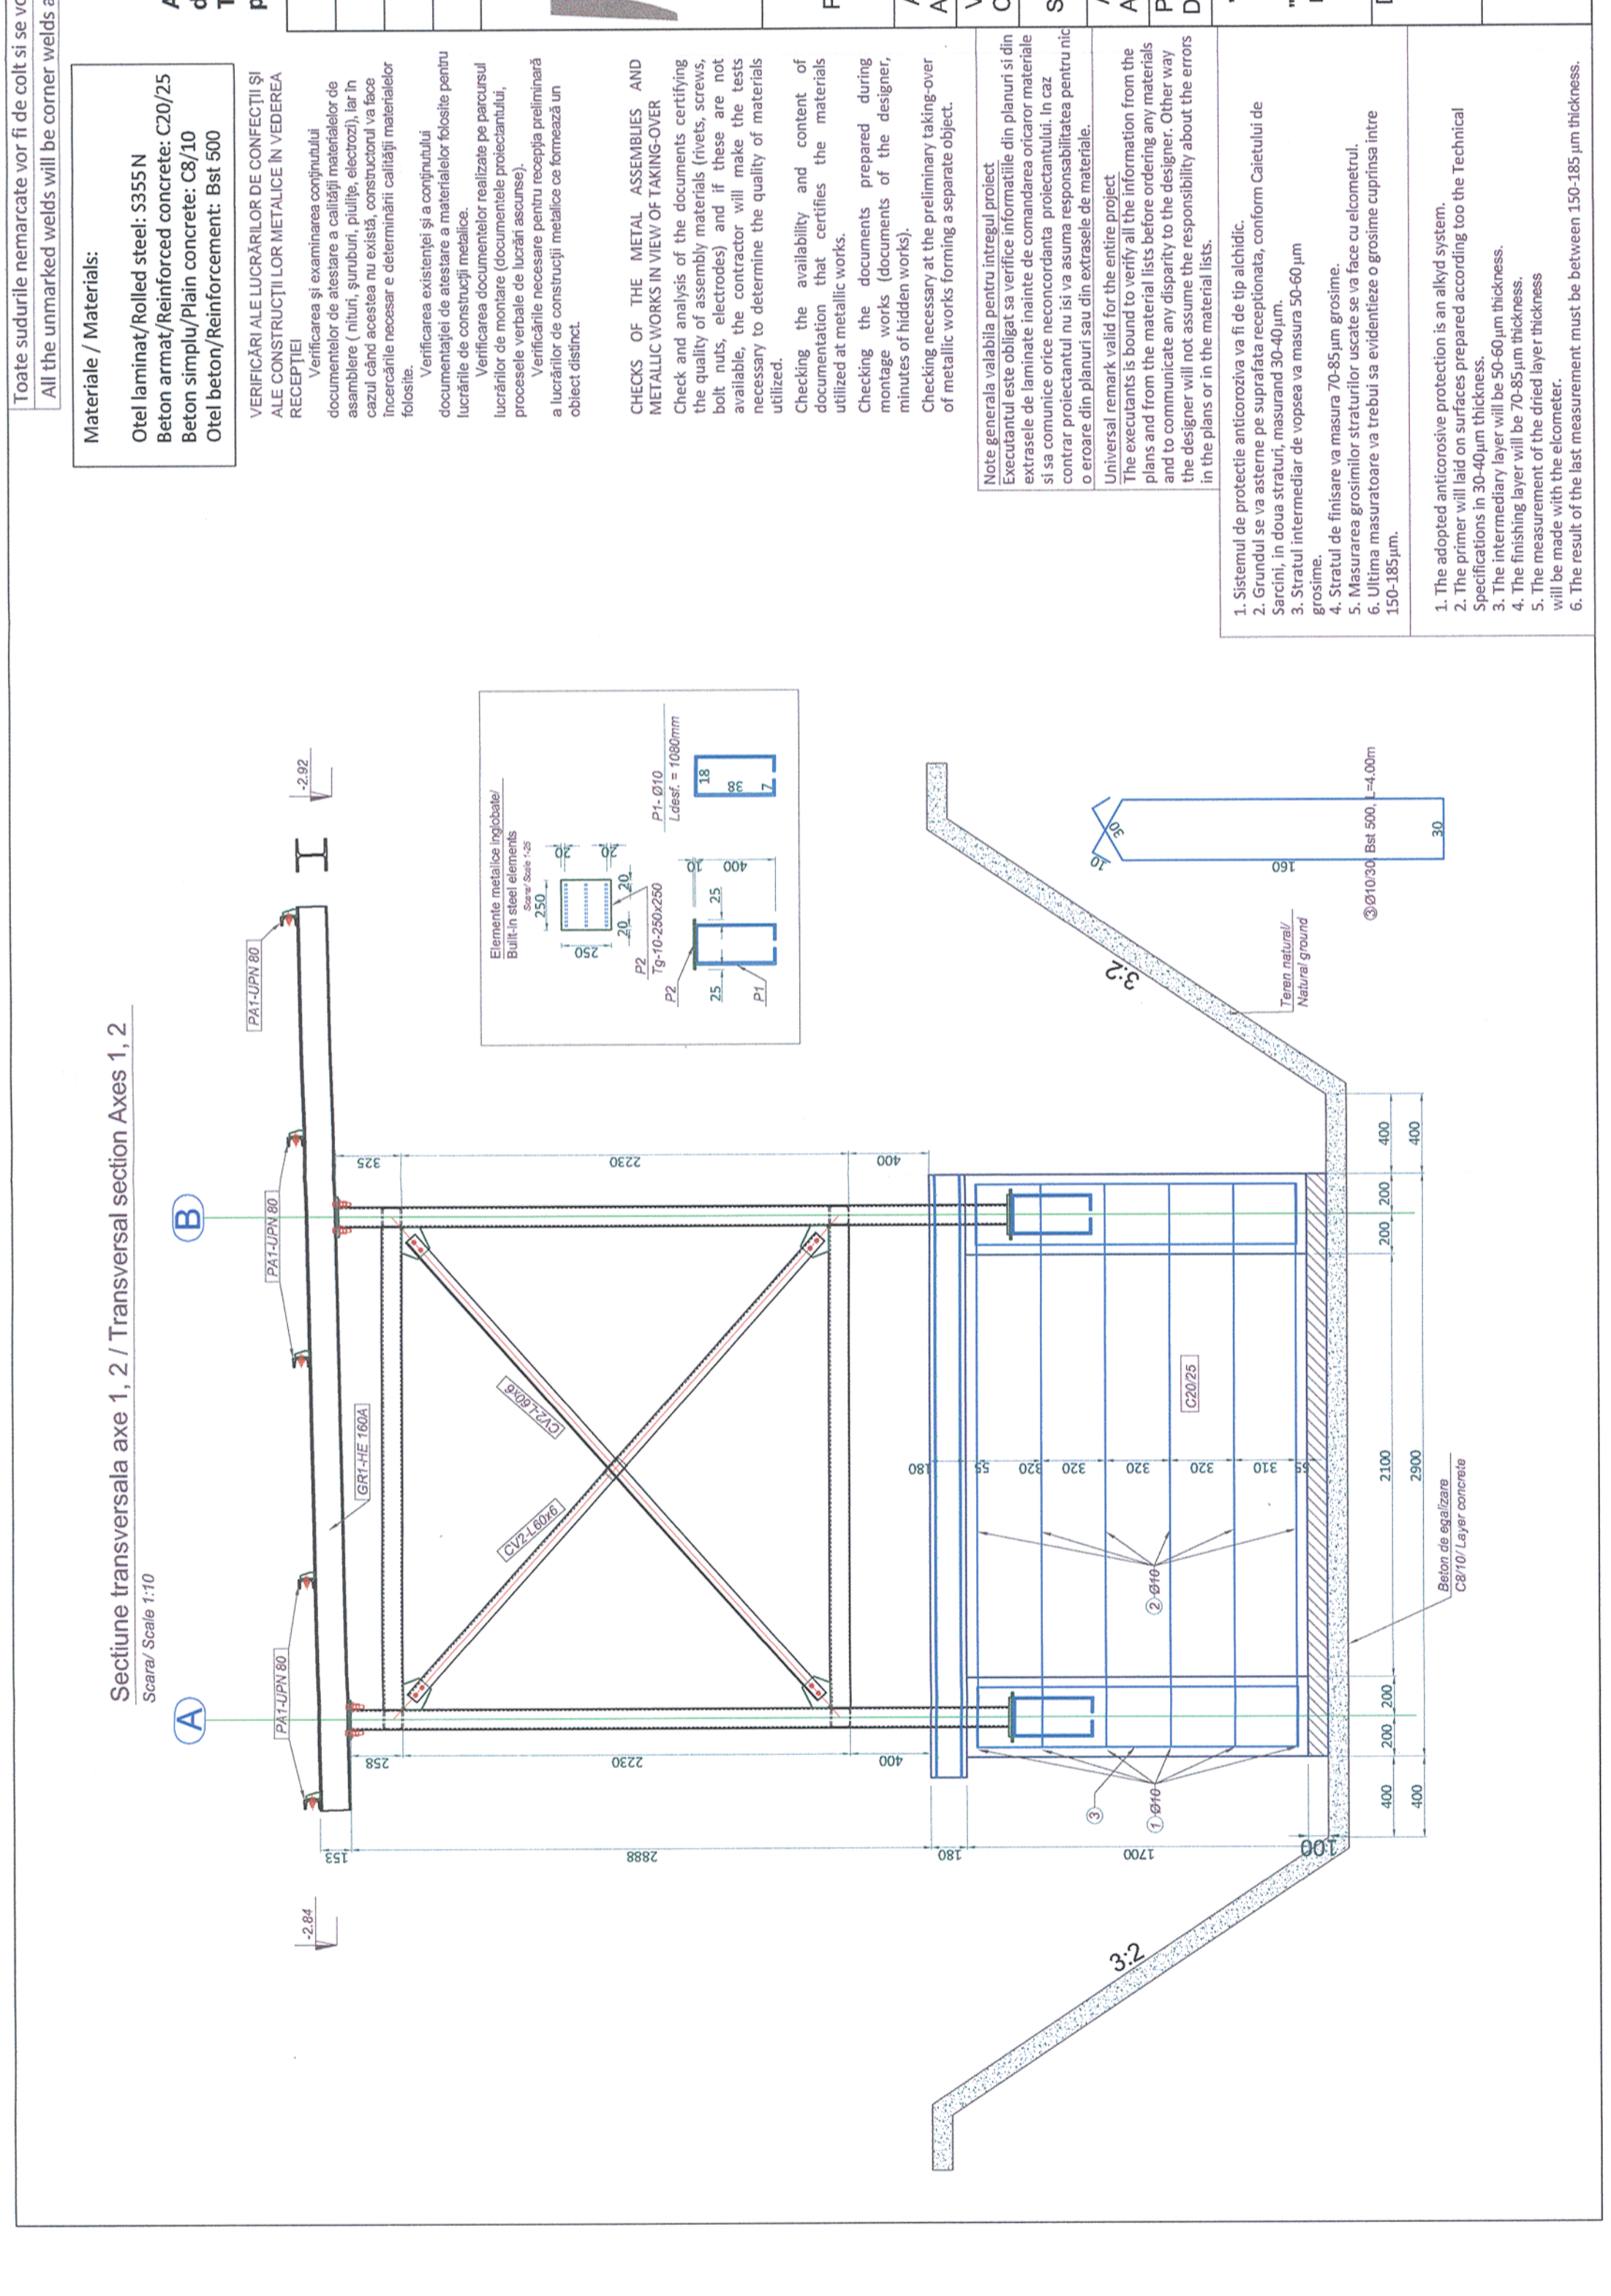 Toate sudurile nemarcate vor fi de colt si se vo
All the unmarked welds will be corner welds a
Materiale / Materials:
Otel laminat/Rolled steel: S355 N
Beton armat/Reinforced concrete: C20/25
Beton simplu/Plain concrete: C8/10
Otel beton/Reinforcement: Bst 500
VERIFICĂRI ALE LUCRĂRILOR DE CONFECŢII ŞI
ALE CONSTRUCŢII LOR METALICE ÎN VEDEREA
RECEPŢIEI
Verificarea şi examinarea conţinutului
documentelor de atestare a calităţii materialelor de
asamblere ( nituri, şuruburi, piuliţe, electrozi), iar în
cazul când acestea nu există, constructorul va face
încercările necesar e determinării calităţii materialelor
folosite.
Verificarea existenţei şi a conţinutului
documentaţiei de atestare a materialelor folosite pentru
lucrările de construcţii metalice.
Verificarea documentelor realizate pe parcursul
lucrărilor de montare (documentele proiectantului,
procesele verbale de lucrări ascunse).
Verificările necesare pentru recepţia preliminară
a lucrărilor de construcţii metalice ce formează un
obiect distinct.
CHECKS OF THE METAL ASSEMBLIES AND
METALLIC WORKS IN VIEW OF TAKING-OVER
Check and analysis of the documents certifying
the quality of assembly materials (rivets, screws,
bolt nuts, electrodes) and if these are not
available, the contractor will make the tests
necessary to determine the quality of materials
utilized.
Checking the availability and content of
documentation that certifies the materials
utilized at metallic works.
Checking the documents prepared during
montage works (documents of the designer,
minutes of hidden works).
Checking necessary at the preliminary taking-over
of metallic works forming a separate object.
Note generala valabila pentru intregul proiect
Executantul este obligat sa verifice informatiile din planuri si din
extrasele de laminate inainte de comandarea oricaror materiale
si sa comunice orice neconcordanta proiectantului. In caz
contrar proiectantul nu isi va asuma responsabilitatea pentru nic
o eroare din planuri sau din extrasele de materiale.
Universal remark valid for the entire project
The executants is bound to verify all the information from the
plans and from the material lists before ordering any materials
and to communicate any disparity to the designer. Other way
the designer will not assume the responsibility about the errors
in the plans or in the material lists.
1. Sistemul de protectie anticoroziva va fi de tip alchidic.
2. Grundul se va asterne pe suprafata receptionata, conform Caietului de
Sarcini, in doua straturi, masurand 30-40µm.
3. Stratul intermediar de vopsea va masura 50-60µm
grosime.
4. Stratul de finisare va masura 70-85µm grosime.
5. Masurarea grosimilor straturilor uscate se va face cu elcometrul.
6. Ultima masuratoare va trebui sa evidentieze o grosime cuprinsa intre
150-185µm.
1. The adopted anticorosive protection is an alkyd system.
2. The primer will laid on surfaces prepared according too the Technical
Specifications in 30-40µm thickness.
3. The intermediary layer will be 50-60µm thickness.
4. The finishing layer will be 70-85µm thickness.
5. The measurement of the dried layer thickness
will be made with the elcometer.
6. The result of the last measurement must be between 150-185 µm thickness.
Sectiune transversala axe 1, 2 / Transversal section Axes 1, 2
Scara/ Scale 1:10
A
B
-2.84
-2.92
PA1-UPN 80
PA1-UPN 80
PA1-UPN 80
GR1-HE 160A
CV2-L60x6
CV2-L60x6
153
2888
180
1700
100
258
2230
400
325
2230
400
180
55
320
320
320
320
310
55
C20/25
② Ø10
③
① Ø10
400
200
200
2100
200
200
400
400
2900
400
3:2
3:2
Beton de egalizare
C8/10/ Layer concrete
Teren natural/
Natural ground
10
30
160
30
③Ø10/30, Bst 500, L=4.00m
Elemente metalice inglobate/
Built-in steel elements
Scara/ Scale 1-25
250
250
20
20
20
20
P2
Tg-10-250x250
P2
P1
25
25
10
400
P1- Ø10
Ldesf. = 1080mm
18
38
7